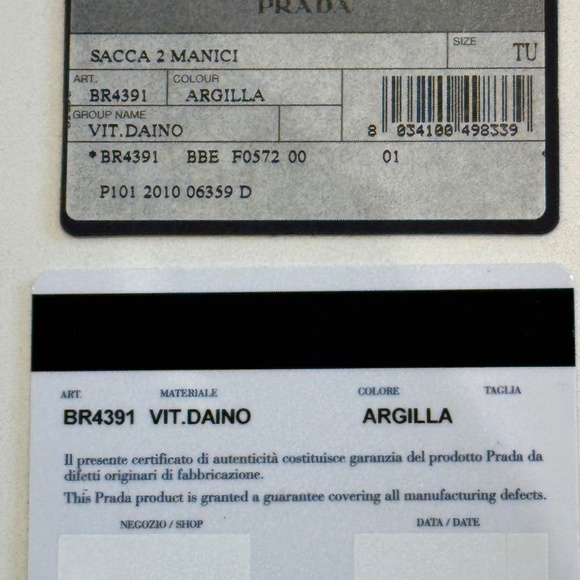 PRADA
SIZE
SACCA 2 MANICI TU
ART. COLOUR
BR4391 ARGILLA
GROUP NAME
VIT.DAINO
8 034100 498339
*BR4391 BBE F0572 00 01
P101 2010 06359 D
ART. MATERIALE COLORE TAGLIA
BR4391 VIT.DAINO ARGILLA
Il presente certificato di autenticità costituisce garanzia del prodotto Prada da
difetti originari di fabbricazione.
This Prada product is granted a guarantee covering all manufacturing defects.
NEGOZIO / SHOP DATA / DATE